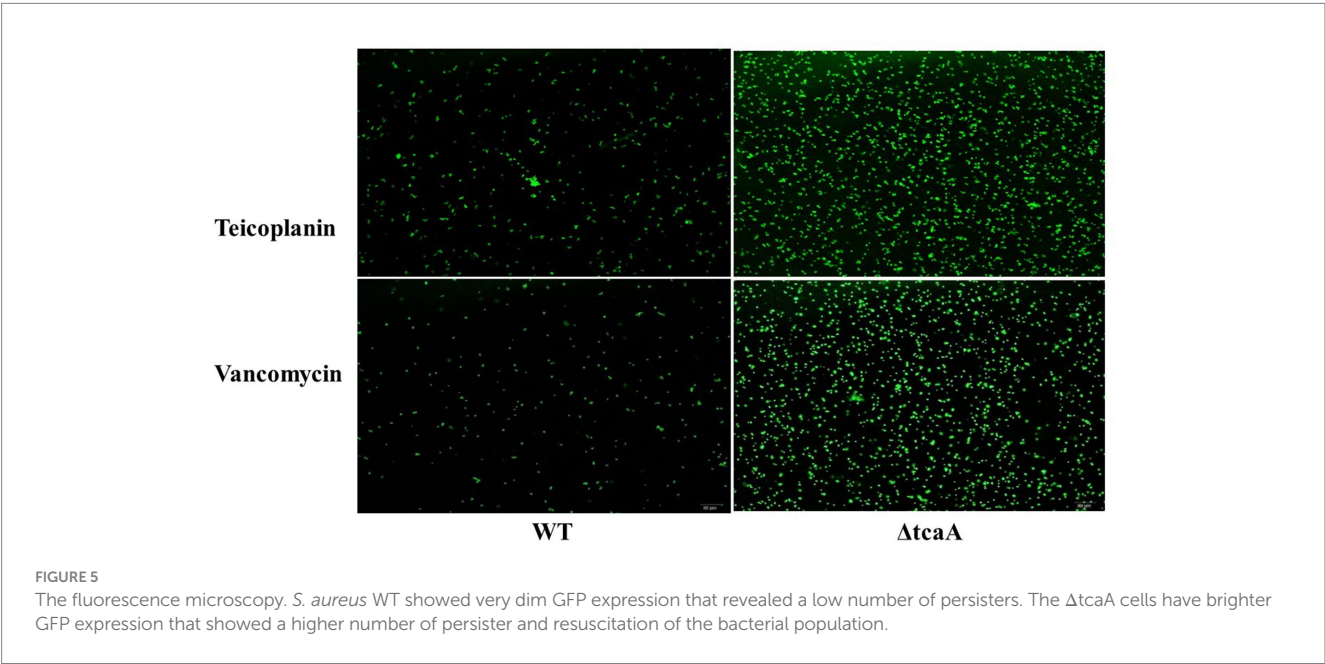 Teicoplanin
Vancomycin
WT
ΔtcaA
FIGURE 5
The fluorescence microscopy. S. aureus WT showed very dim GFP expression that revealed a low number of persisters. The ΔtcaA cells have brighter
GFP expression that showed a higher number of persister and resuscitation of the bacterial population.